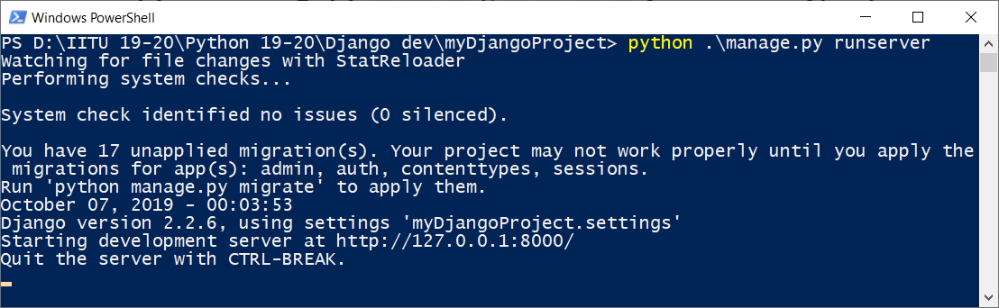 Windows PowerShell
PS D:\IITU 19-20\Python 19-20\Django dev\myDjangoProject> python .\manage.py runserver
Watching for file changes with StatReloader
Performing system checks...
System check identified no issues (0 silenced).
You have 17 unapplied migration(s). Your project may not work properly until you apply the
migrations for app(s): admin, auth, contenttypes, sessions.
Run 'python manage.py migrate' to apply them.
October 07, 2019 - 00:03:53
Django version 2.2.6, using settings 'myDjangoProject.settings'
Starting development server at http://127.0.0.1:8000/
Quit the server with CTRL-BREAK.